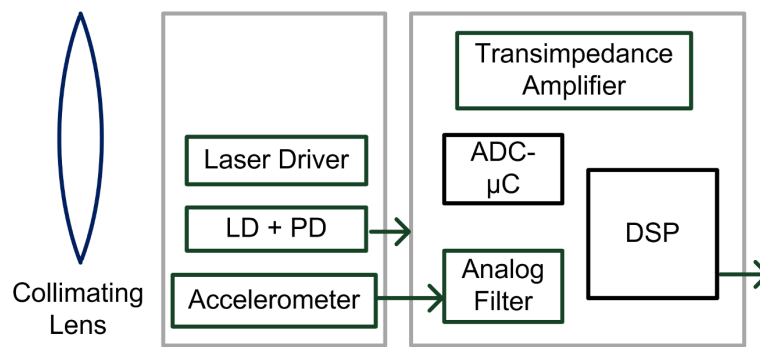 Transimpedance
Amplifier
Laser Driver
ADC-
µC
LD + PD
DSP
Accelerometer
Analog
Filter
Collimating
Lens